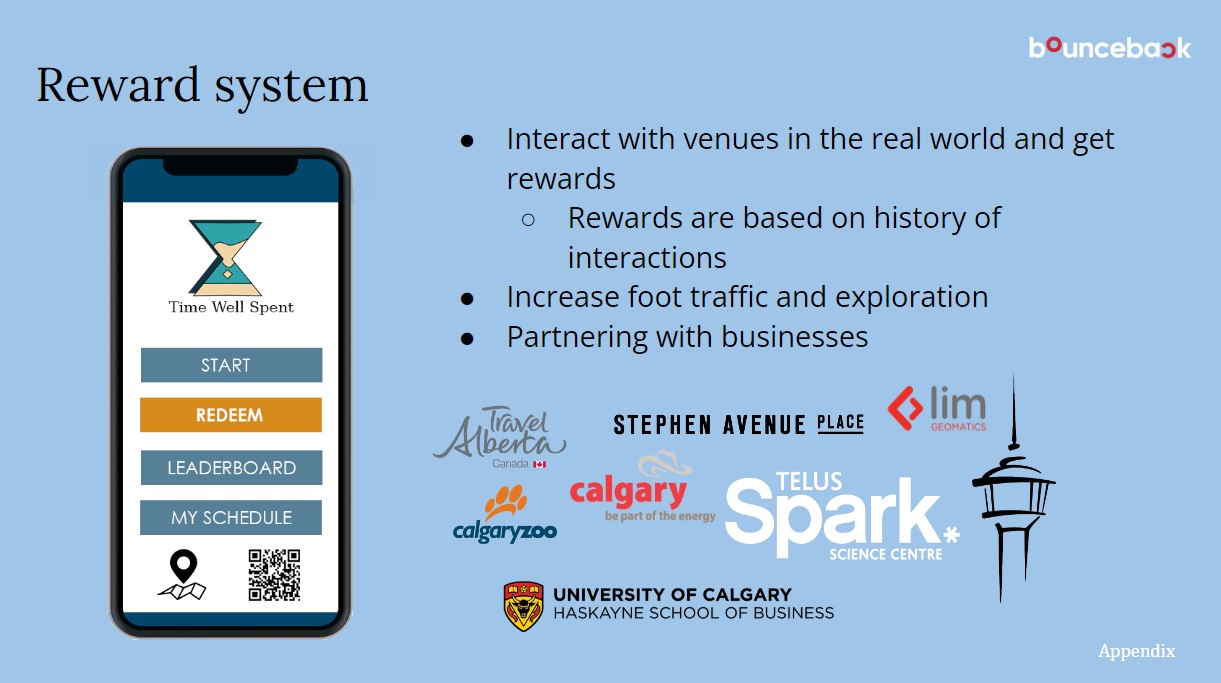 bounceback
Reward system
● Interact with venues in the real world and get
rewards
○ Rewards are based on history of
interactions
● Increase foot traffic and exploration
● Partnering with businesses
Time Well Spent
START
REDEEM
LEADERBOARD
MY SCHEDULE
Travel
Alberta
Canada
STEPHEN AVENUE PLACE
lim
GEOMATICS
calgaryzoo
calgary
be part of the energy
TELUS
Spark*
SCIENCE CENTRE
UNIVERSITY OF CALGARY
HASKAYNE SCHOOL OF BUSINESS
Appendix